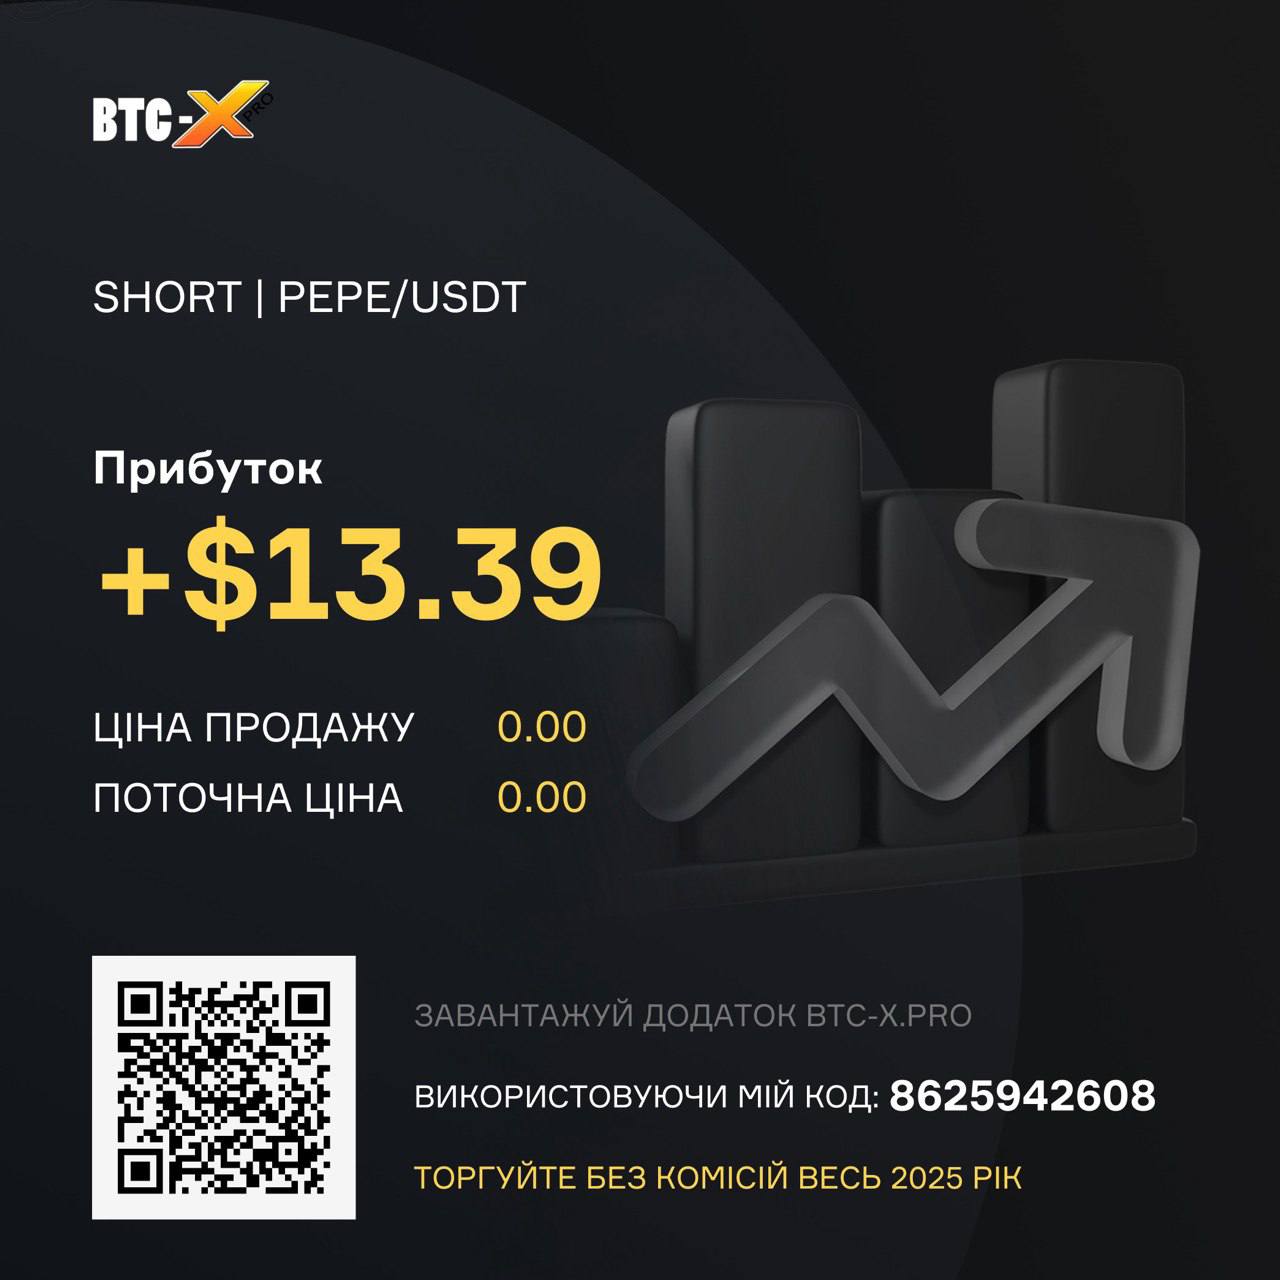 BTC-X PRO
SHORT | PEPE/USDT
Прибуток
+$13.39
ЦІНА ПРОДАЖУ 0.00
ПОТОЧНА ЦІНА 0.00
ЗАВАНТАЖУЙ ДОДАТОК BTC-X.PRO
ВИКОРИСТОВУЮЧИ МІЙ КОД: 8625942608
ТОРГУЙТЕ БЕЗ КОМІСІЙ ВЕСЬ 2025 РІК